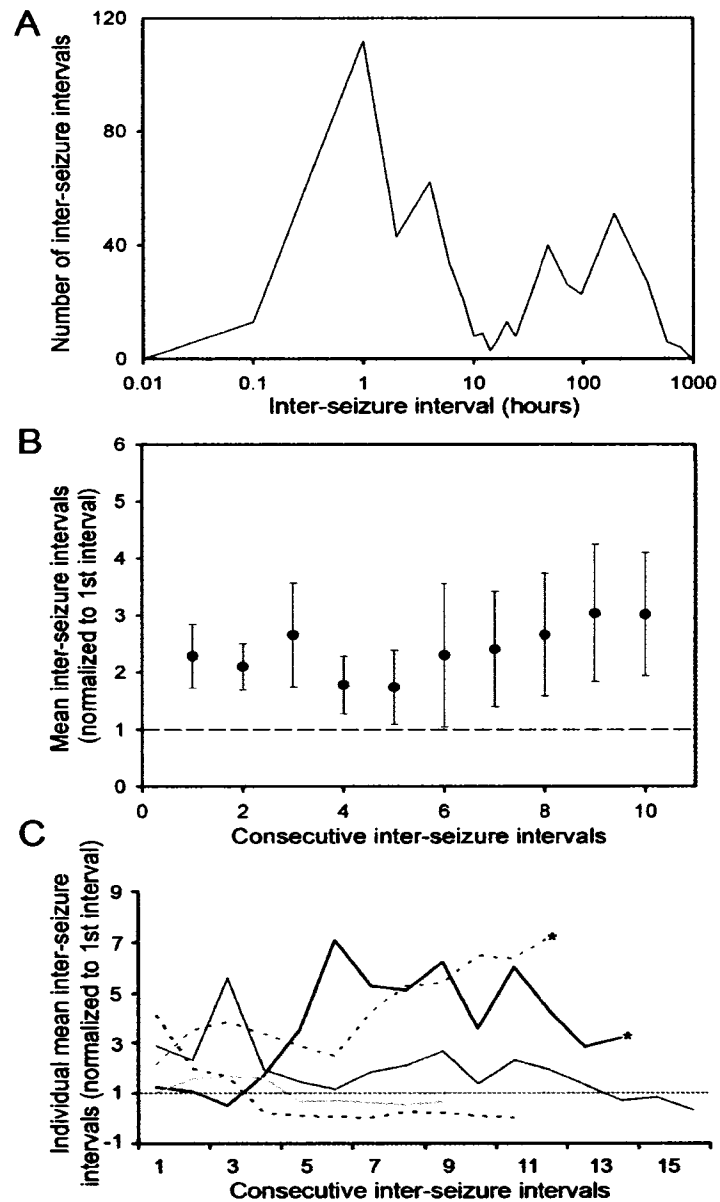 A
Number of inter-seizure intervals
120
80
40
0
0.01 0.1 1 10 100 1000
Inter-seizure interval (hours)
B
Mean inter-seizure intervals
(normalized to 1st interval)
6
5
4
3
2
1
0
0 2 4 6 8 10
Consecutive inter-seizure intervals
C
Individual mean inter-seizure
intervals (normalized to 1st interval)
9
7
5
3
1
-1
* *
1 3 5 7 9 11 13 15
Consecutive inter-seizure intervals